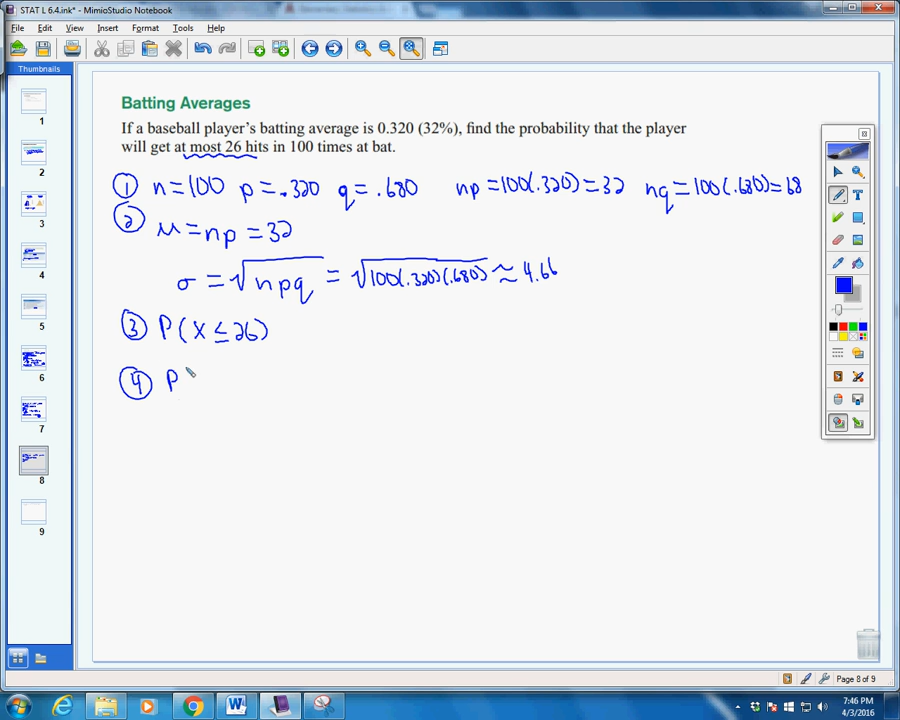 STAT L 6.4.ink* - MimioStudio Notebook
File Edit View Insert Format Tools Help
Thumbnails
1
2
3
4
5
6
7
8
9
Batting Averages
If a baseball player's batting average is 0.320 (32%), find the probability that the player
will get at most 26 hits in 100 times at bat.
① n=100 p=.320 q=.680 np=100(.320)=32 nq=100(.680)=68
② μ=np=32
σ=√npq=√100(.320)(.680)≈4.66
③ P(X≤26)
④ P
T
Page 8 of 9
7:46 PM
4/3/2016